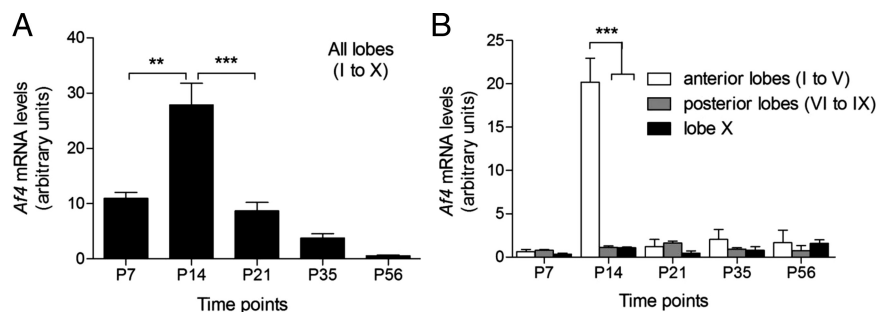 A
Af4 mRNA levels
(arbitrary units)
40
30
20
10
0
**
***
All lobes
(I to X)
P7 P14 P21 P35 P56
Time points
B
Af4 mRNA levels
(arbitrary units)
25
20
15
10
5
0
***
anterior lobes (I to V)
posterior lobes (VI to IX)
lobe X
P7 P14 P21 P35 P56
Time points